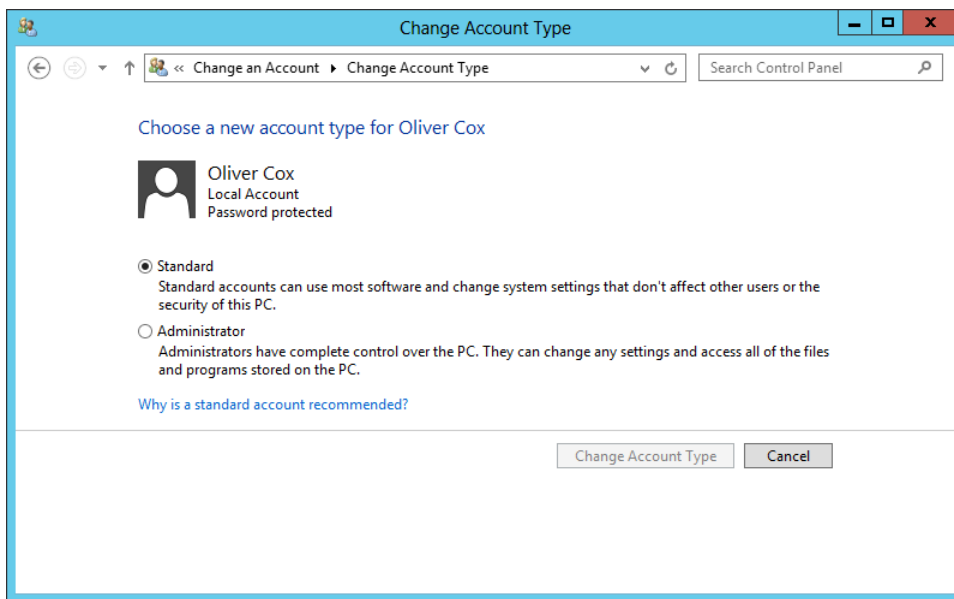 Change Account Type
« Change an Account Change Account Type
Search Control Panel
Choose a new account type for Oliver Cox
Oliver Cox
Local Account
Password protected
Standard
Standard accounts can use most software and change system settings that don't affect other users or the
security of this PC.
Administrator
Administrators have complete control over the PC. They can change any settings and access all of the files
and programs stored on the PC.
Why is a standard account recommended?
Change Account Type
Cancel